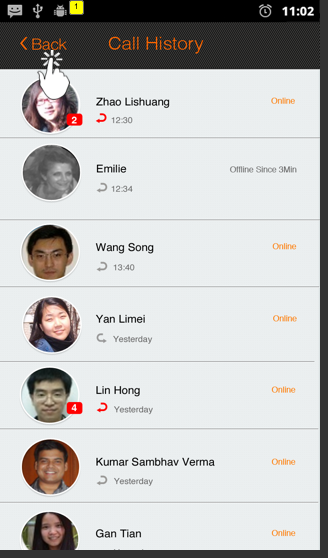 1
11:02
Back
Call History
Zhao Lishuang
Online
2
12:30
Emilie
Offline Since 3Min
12:34
Wang Song
Online
13:40
Yan Limei
Online
Yesterday
Lin Hong
Online
4
Yesterday
Kumar Sambhav Verma
Online
Yesterday
Gan Tian
Online